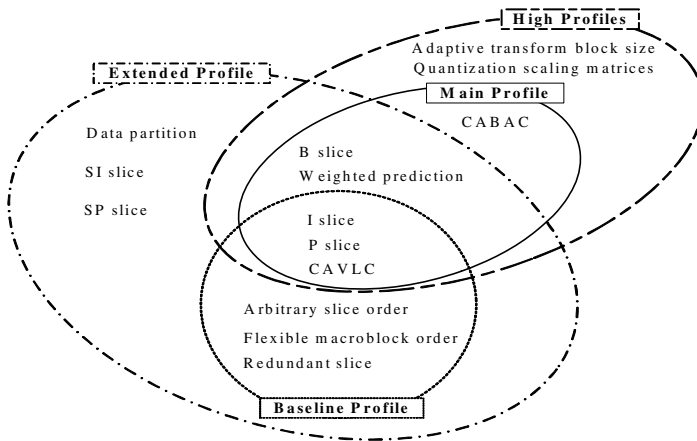 High Profiles
Adaptive transform block size
Quantization scaling matrices
Extended Profile
Main Profile
CABAC
Data partition
SI slice
SP slice
B slice
Weighted prediction
I slice
P slice
CAVLC
Arbitrary slice order
Flexible macroblock order
Redundant slice
Baseline Profile